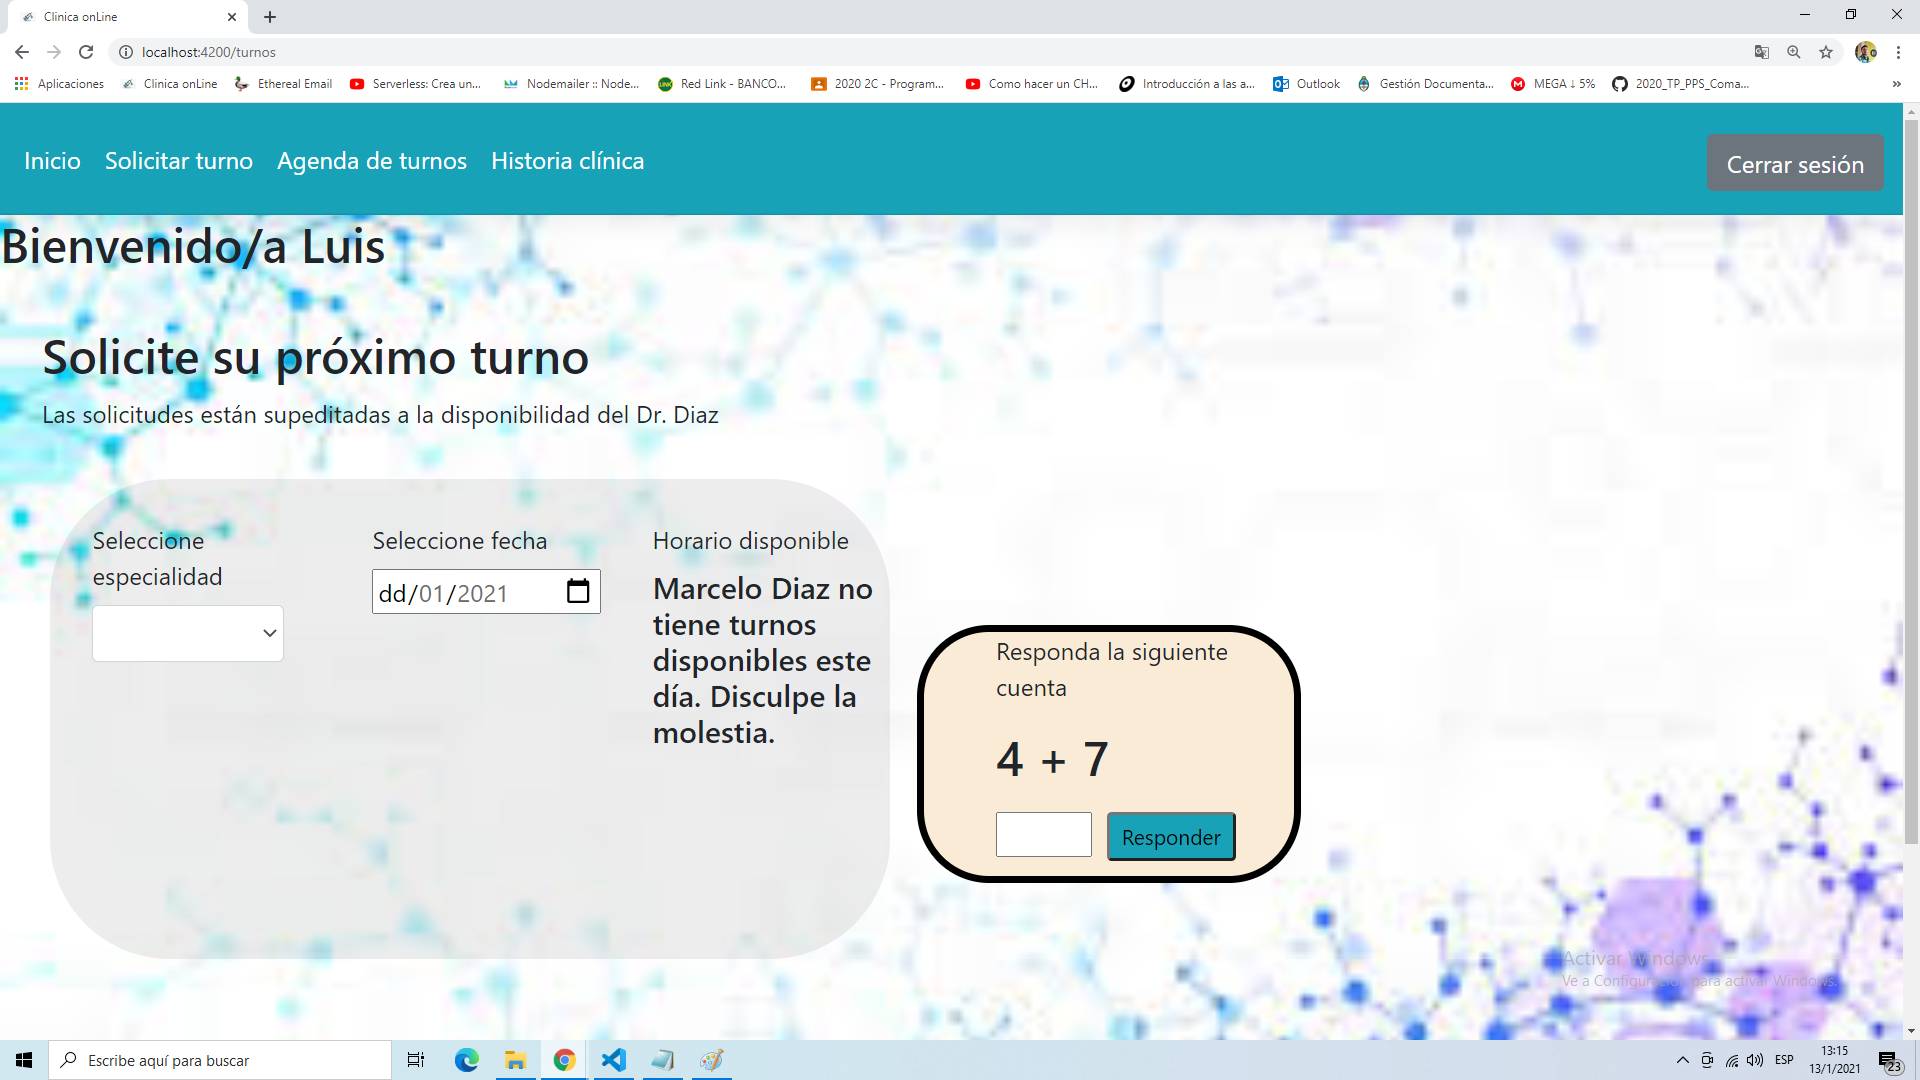 Clinica onLine
localhost:4200/turnos
Aplicaciones
Clinica onLine
Ethereal Email
Serverless: Crea un...
Nodemailer :: Node...
Red Link - BANCO...
2020 2C - Program...
Como hacer un CH...
Introducción a las a...
Outlook
Gestión Documenta...
MEGA ↓ 5%
2020_TP_PPS_Coma...
»
Inicio
Solicitar turno
Agenda de turnos
Historia clínica
Cerrar sesión
Bienvenido/a Luis
Solicite su próximo turno
Las solicitudes están supeditadas a la disponibilidad del Dr. Diaz
Seleccione
especialidad
Seleccione fecha
dd/01/2021
Horario disponible
Marcelo Diaz no
tiene turnos
disponibles este
día. Disculpe la
molestia.
Responda la siguiente
cuenta
4 + 7
Responder
Activar Windows
Ve a Configuración para activar Windows.
Escribe aquí para buscar
LINK
ESP
13:15
13/1/2021
23